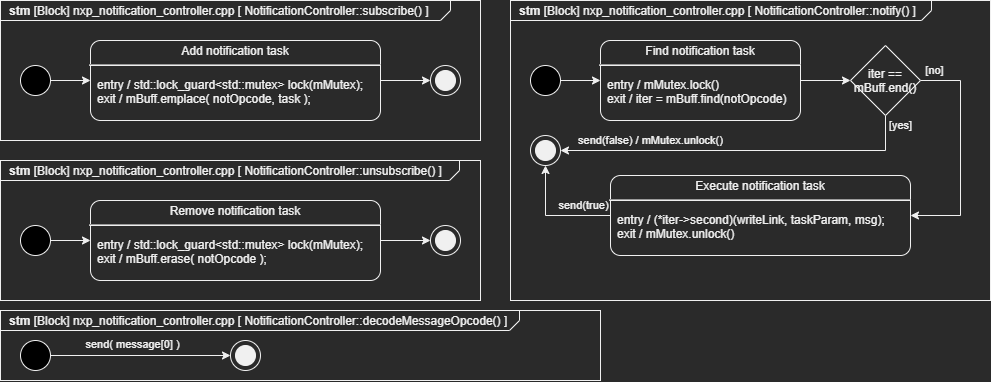 stm [Block] nxp_notification_controller.cpp [ NotificationController::subscribe() ]
Add notification task
entry / std::lock_guard<std::mutex> lock(mMutex);
exit / mBuff.emplace( notOpcode, task );
stm [Block] nxp_notification_controller.cpp [ NotificationController::unsubscribe() ]
Remove notification task
entry / std::lock_guard<std::mutex> lock(mMutex);
exit / mBuff.erase( notOpcode );
stm [Block] nxp_notification_controller.cpp [ NotificationController::notify() ]
Find notification task
entry / mMutex.lock()
exit / iter = mBuff.find(notOpcode)
iter ==
mBuff.end()
[no]
[yes]
send(false) / mMutex.unlock()
Execute notification task
send(true)
entry / (*iter->second)(writeLink, taskParam, msg);
exit / mMutex.unlock()
stm [Block] nxp_notification_controller.cpp [ NotificationController::decodeMessageOpcode() ]
send( message[0] )